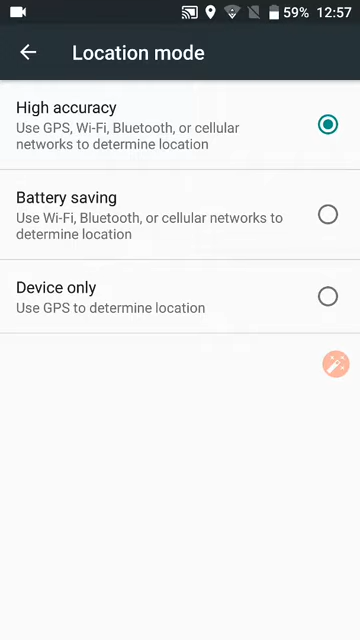 59% 12:57
Location mode
High accuracy
Use GPS, Wi-Fi, Bluetooth, or cellular
networks to determine location
Battery saving
Use Wi-Fi, Bluetooth, or cellular networks to
determine location
Device only
Use GPS to determine location